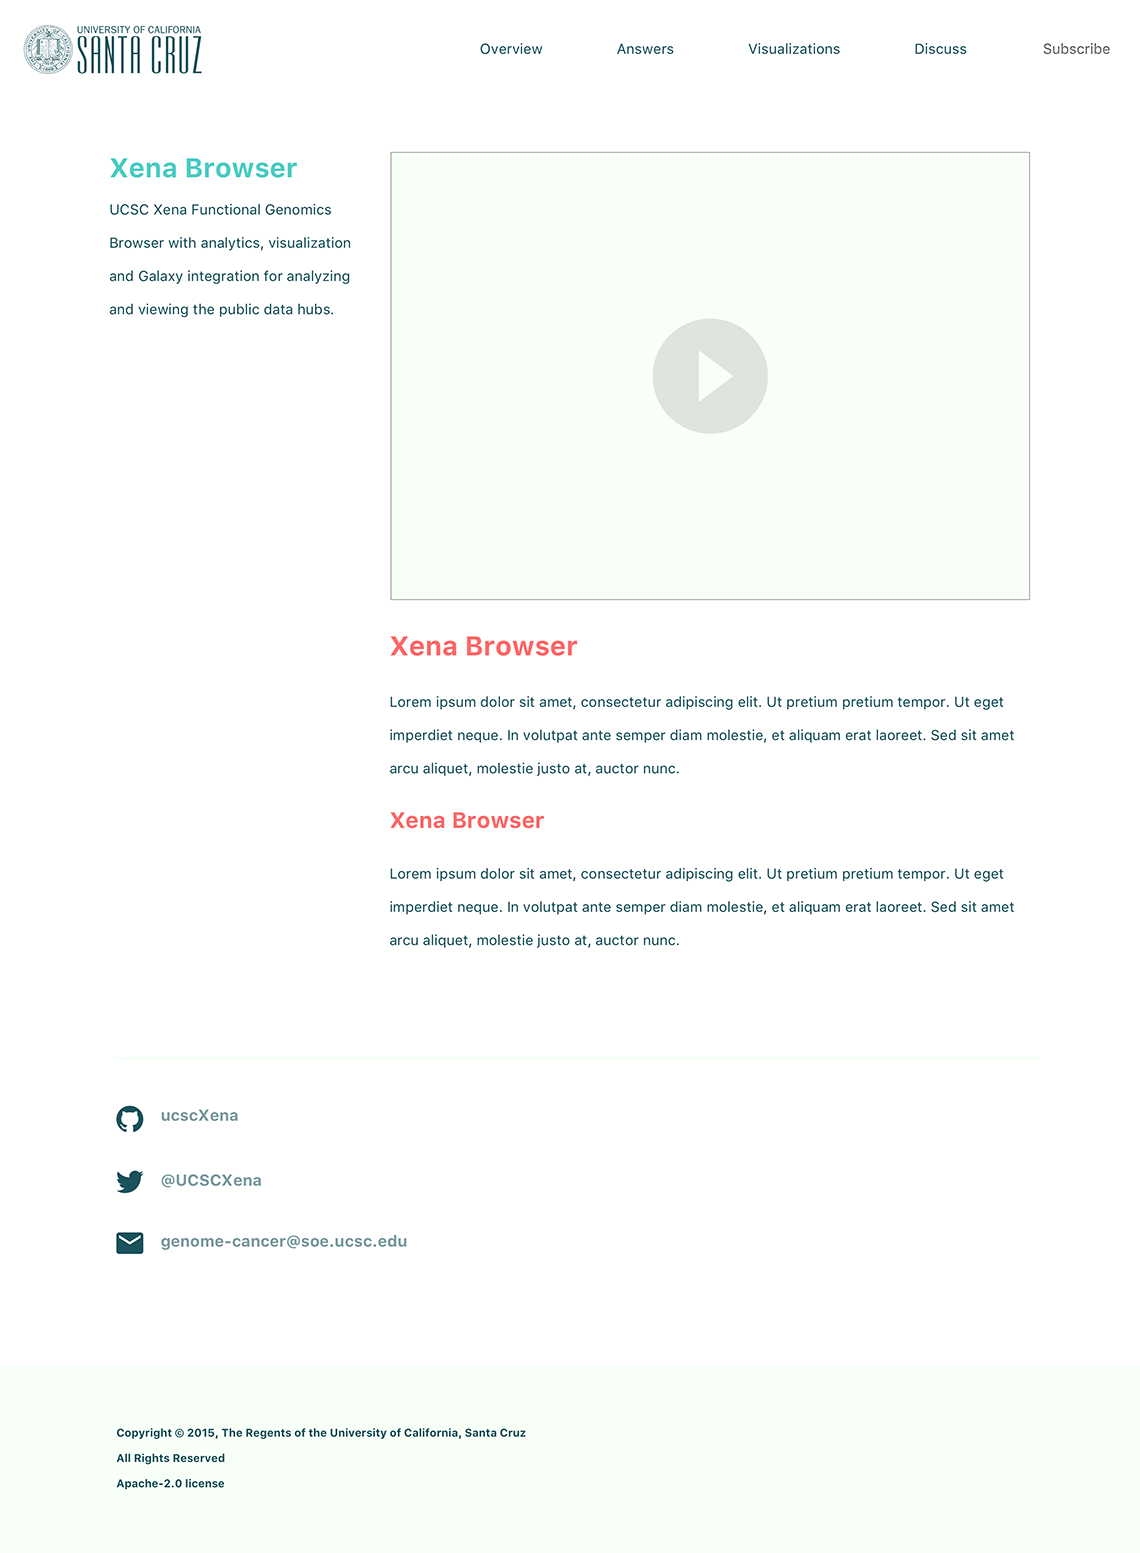 UNIVERSITY OF CALIFORNIA
SANTA CRUZ
Overview Answers Visualizations Discuss Subscribe
Xena Browser
UCSC Xena Functional Genomics
Browser with analytics, visualization
and Galaxy integration for analyzing
and viewing the public data hubs.
Xena Browser
Lorem ipsum dolor sit amet, consectetur adipiscing elit. Ut pretium pretium tempor. Ut eget
imperdiet neque. In volutpat ante semper diam molestie, et aliquam erat laoreet. Sed sit amet
arcu aliquet, molestie justo at, auctor nunc.
Xena Browser
Lorem ipsum dolor sit amet, consectetur adipiscing elit. Ut pretium pretium tempor. Ut eget
imperdiet neque. In volutpat ante semper diam molestie, et aliquam erat laoreet. Sed sit amet
arcu aliquet, molestie justo at, auctor nunc.
ucscXena
@UCSCXena
genome-cancer@soe.ucsc.edu
Copyright © 2015, The Regents of the University of California, Santa Cruz
All Rights Reserved
Apache-2.0 license